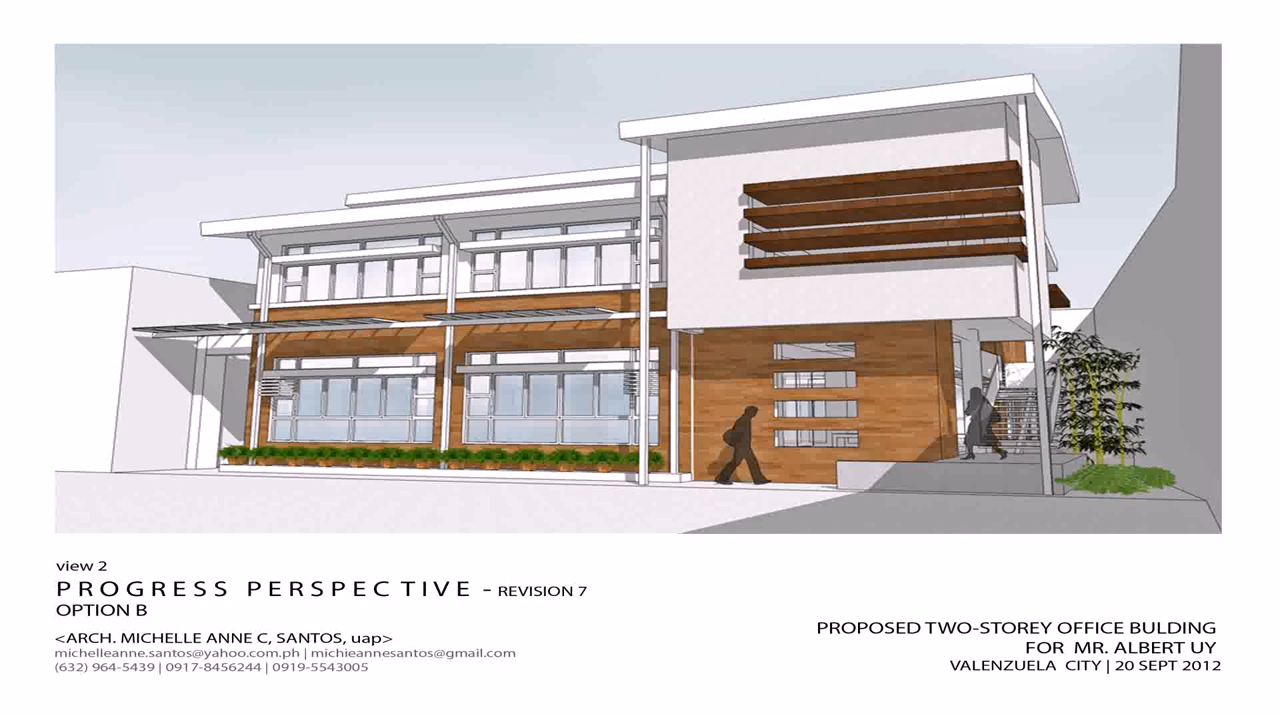 view 2
PROGRESS PERSPECTIVE - REVISION 7
OPTION B
<ARCH. MICHELLE ANNE C, SANTOS, uap>
michelleanne.santos@yahoo.com.ph | michieannesantos@gmail.com
(632) 964-5439 | 0917-8456244 | 0919-5543005
PROPOSED TWO-STOREY OFFICE BULDING
FOR MR. ALBERT UY
VALENZUELA CITY | 20 SEPT 2012